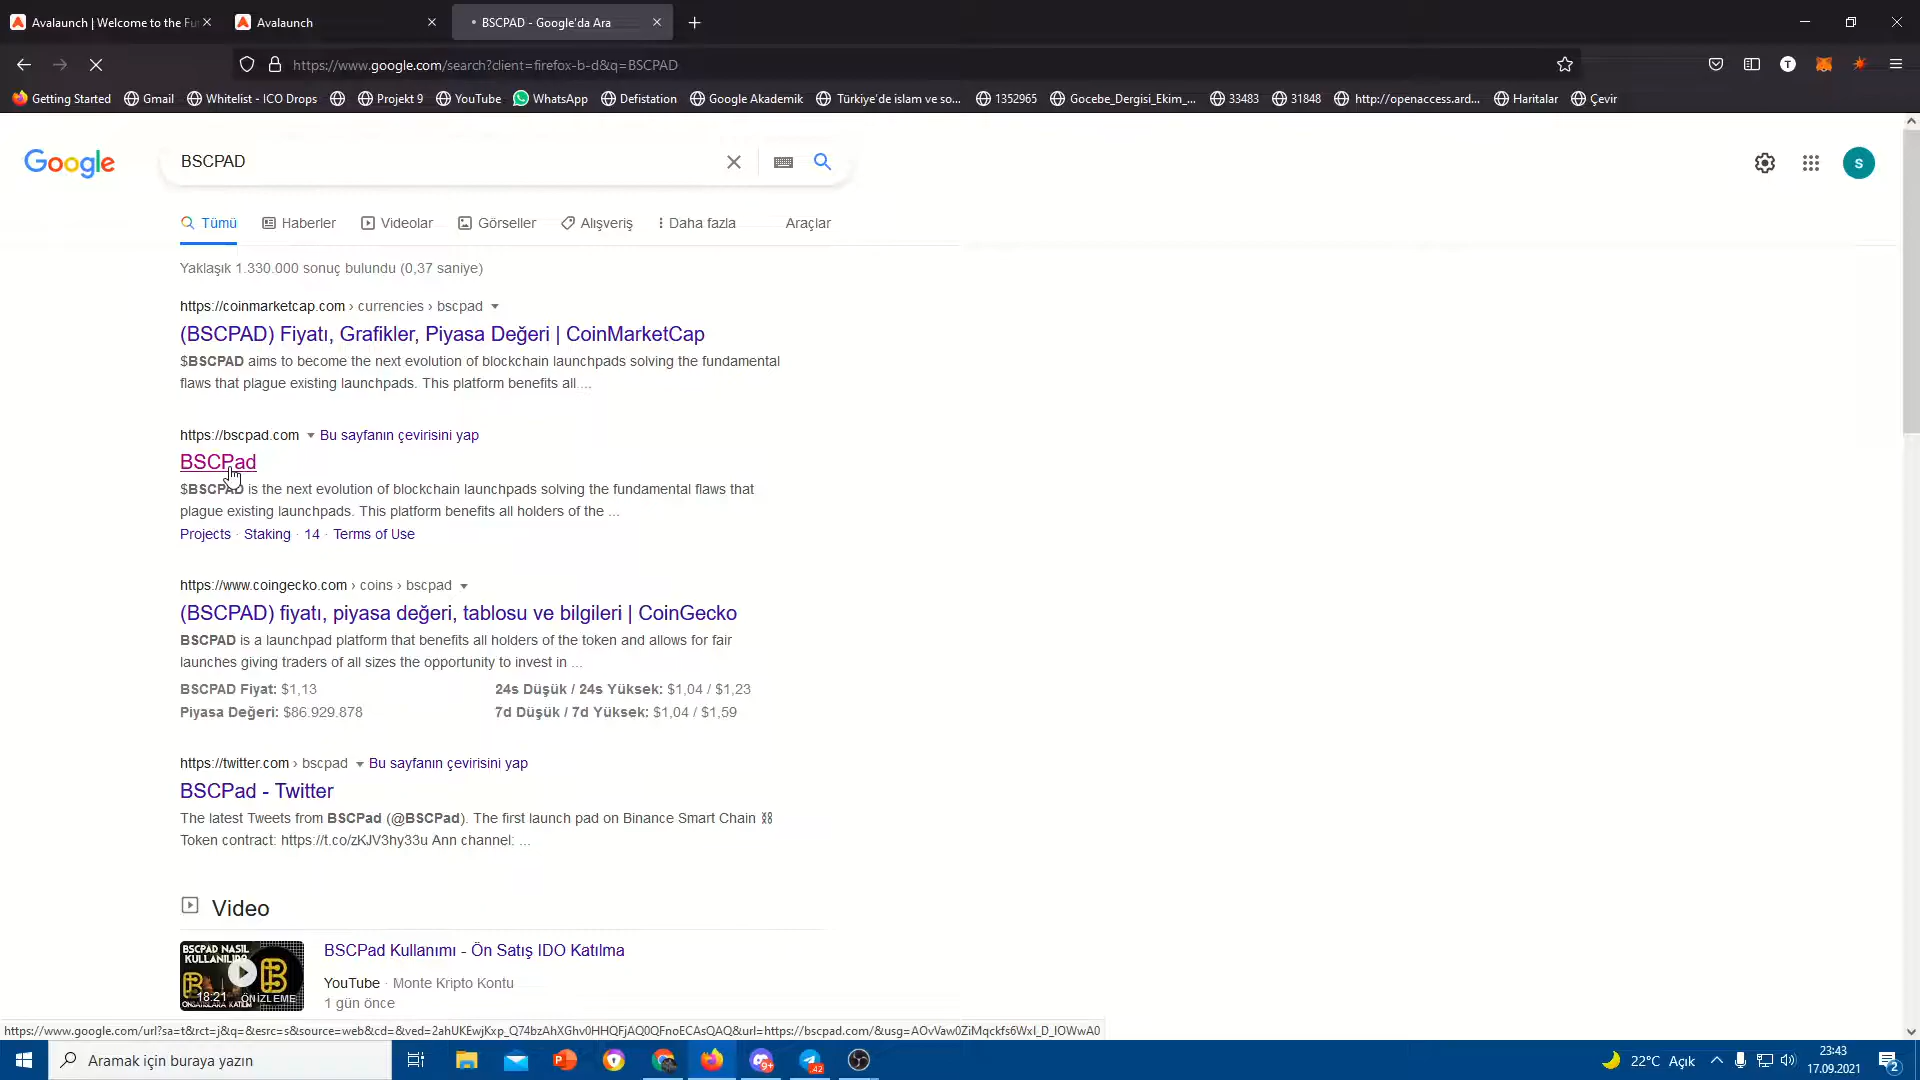 Avalaunch | Welcome to the Fu
Avalaunch
BSCPAD - Google'da Ara
https://www.google.com/search?client=firefox-b-d&q=BSCPAD
Getting Started
Gmail
Whitelist - ICO Drops
Projekt 9
YouTube
WhatsApp
Defistation
Google Akademik
Türkiye'de islam ve so...
1352965
Gocebe_Dergisi_Ekim_...
33483
31848
http://openaccess.ard...
Haritalar
Çevir
Google
BSCPAD
S
Tümü
Haberler
Videolar
Görseller
Alışveriş
Daha fazla
Araçlar
Yaklaşık 1.330.000 sonuç bulundu (0,37 saniye)
https://coinmarketcap.com › currencies › bscpad
(BSCPAD) Fiyatı, Grafikler, Piyasa Değeri | CoinMarketCap
$BSCPAD aims to become the next evolution of blockchain launchpads solving the fundamental
flaws that plague existing launchpads. This platform benefits all ...
https://bscpad.com Bu sayfanın çevirisini yap
BSCPad
$BSCPAD is the next evolution of blockchain launchpads solving the fundamental flaws that
plague existing launchpads. This platform benefits all holders of the ...
Projects · Staking · 14 · Terms of Use
https://www.coingecko.com › coins › bscpad
(BSCPAD) fiyatı, piyasa değeri, tablosu ve bilgileri | CoinGecko
BSCPAD is a launchpad platform that benefits all holders of the token and allows for fair
launches giving traders of all sizes the opportunity to invest in ...
BSCPAD Fiyat: $1,13
24s Düşük / 24s Yüksek: $1,04 / $1,23
Piyasa Değeri: $86.929.878
7d Düşük / 7d Yüksek: $1,04 / $1,59
https://twitter.com › bscpad Bu sayfanın çevirisini yap
BSCPad - Twitter
The latest Tweets from BSCPad (@BSCPad). The first launch pad on Binance Smart Chain ⛓
Token contract: https://t.co/zKJV3hy33u Ann channel: ...
Video
BSCPAD NASIL
KULLANILIR?
18:21
ÖNİZLEME
ÖNSATIŞLARA KATILIM
BSCPad Kullanımı - Ön Satış IDO Katılma
YouTube · Monte Kripto Kontu
1 gün önce
https://www.google.com/url?sa=t&rct=j&q=&esrc=s&source=web&cd=&ved=2ahUKEwjKxp_Q74bzAhXGhv0HHQFjAQ0QFnoECAsQAQ&url=https://bscpad.com/&usg=AOvVaw0ZiMqckfs6WxI_D_IOWwA0
Aramak için buraya yazın
9+
42
22°C Açık
23:43
17.09.2021
2